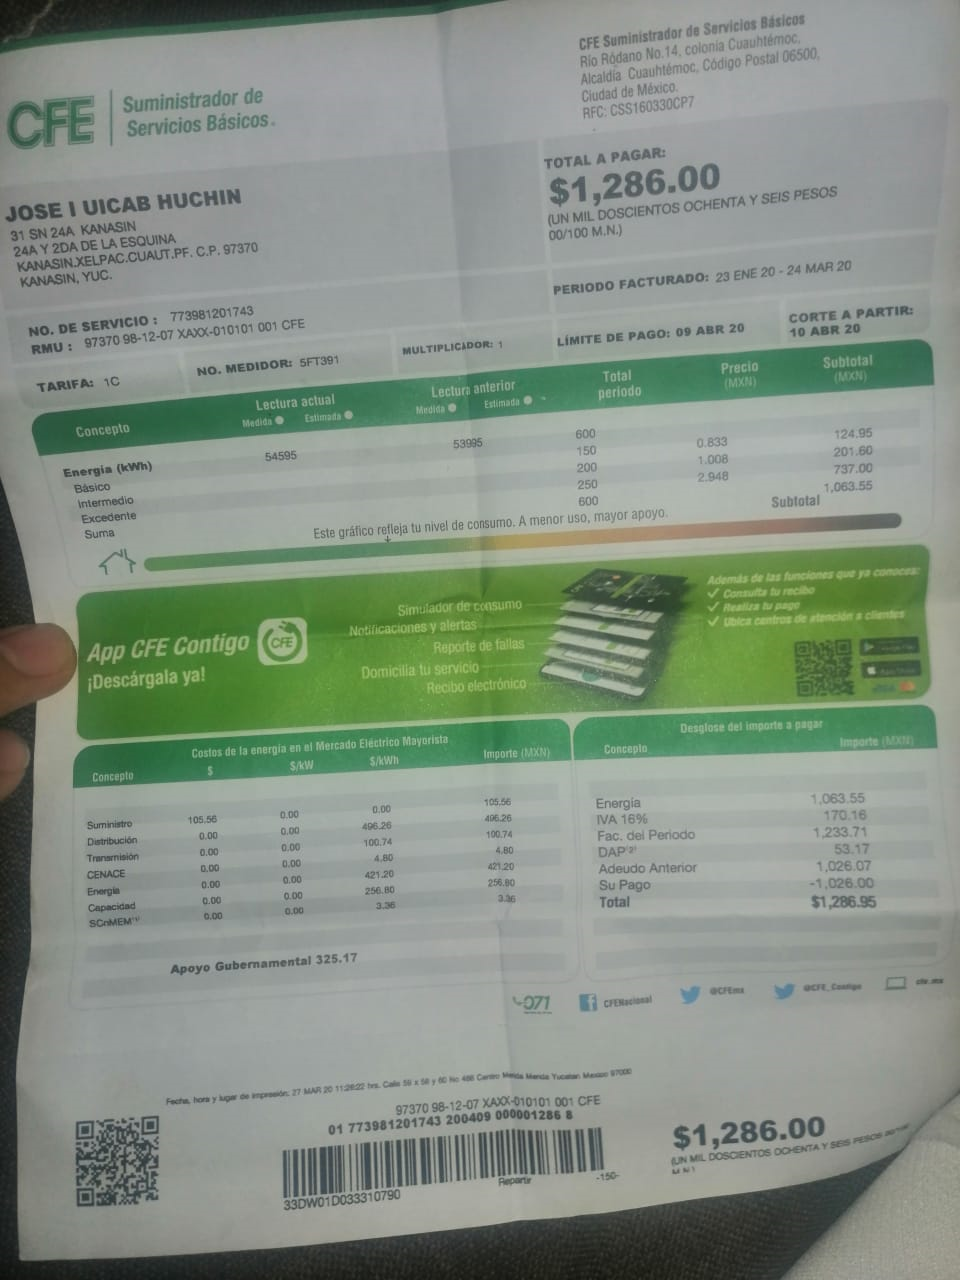 CFE Suministrador de Servicios Básicos
Río Ródano No.14, colonia Cuauhtémoc,
Alcaldía Cuauhtémoc, Código Postal 06500,
Ciudad de México.
RFC: CSS160330CP7
CFE
Suministrador de
Servicios Básicos.
TOTAL A PAGAR:
$1,286.00
(UN MIL DOSCIENTOS OCHENTA Y SEIS PESOS
00/100 M.N.)
JOSE I UICAB HUCHIN
31 SN 24A KANASIN
24A Y 2DA DE LA ESQUINA
KANASIN.XELPAC.CUAUT.PF. C.P. 97370
KANASIN, YUC.
PERIODO FACTURADO: 23 ENE 20 - 24 MAR 20
NO. DE SERVICIO : 773981201743
RMU : 97370 98-12-07 XAXX-010101 001 CFE
LÍMITE DE PAGO: 09 ABR 20
CORTE A PARTIR:
10 ABR 20
TARIFA: 1C
NO. MEDIDOR: 5FT391
MULTIPLICADOR: 1
Concepto
Lectura actual
Medida Estimada
Lectura anterior
Medida Estimada
Total
periodo
Precio
(MXN)
Subtotal
(MXN)
Energía (kWh) 54595 53995 600
Básico 150 0.833 124.95
Intermedio 200 1.008 201.60
Excedente 250 2.948 737.00
Suma 600 Subtotal 1,063.55
Este gráfico refleja tu nivel de consumo. A menor uso, mayor apoyo.
App CFE Contigo
¡Descárgala ya!
CFE
Simulador de consumo
Notificaciones y alertas
Reporte de fallas
Domicilia tu servicio
Recibo electrónico
Además de las funciones que ya conoces:
✓ Consulta tu recibo
✓ Realiza tu pago
✓ Ubica centros de atención a clientes
Costos de la energía en el Mercado Eléctrico Mayorista
Concepto $ $/kW $/kWh Importe (MXN)
Suministro 105.56 0.00 0.00 105.56
Distribución 0.00 0.00 496.26 496.26
Transmisión 0.00 0.00 100.74 100.74
CENACE 0.00 0.00 4.80 4.80
Energía 0.00 0.00 421.20 421.20
Capacidad 0.00 0.00 256.80 256.80
SCnMEM(1) 0.00 0.00 3.36 3.36
Apoyo Gubernamental 325.17
Desglose del importe a pagar
Concepto Importe (MXN)
Energía 1,063.55
IVA 16% 170.16
Fac. del Periodo 1,233.71
DAP(2) 53.17
Adeudo Anterior 1,026.07
Su Pago -1,026.00
Total $1,286.95
071
CFENacional
@CFEmx
@CFE_Contigo
cfe.mx
Fecha, hora y lugar de impresión: 27 MAR 20 11:26:22 hrs. Calle 59 x 58 y 60 No 466 Centro Merida Merida Yucatan Mexico 97000
97370 98-12-07 XAXX-010101 001 CFE
01 773981201743 200409 000001286 8
33DW01D033310790
Repartir
-150-
$1,286.00
(UN MIL DOSCIENTOS OCHENTA Y SEIS PESOS 00/100
M.N.)